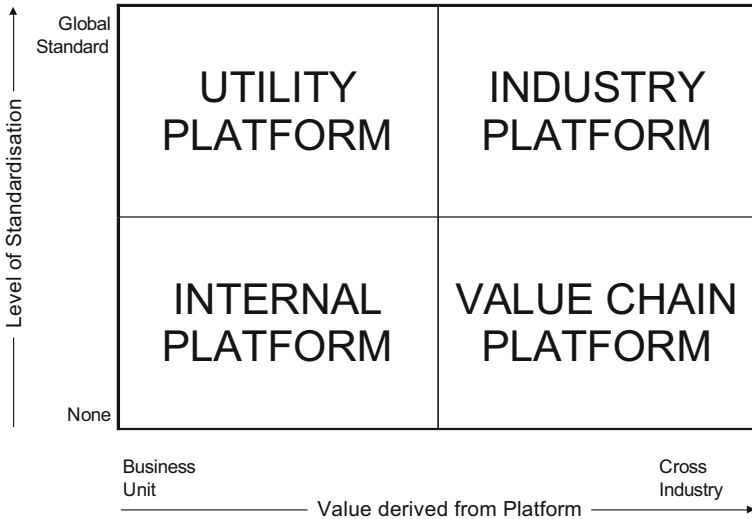 Global
Standard
UTILITY
PLATFORM
INDUSTRY
PLATFORM
Level of Standardisation
INTERNAL
PLATFORM
VALUE CHAIN
PLATFORM
None
Business
Unit
Cross
Industry
Value derived from Platform